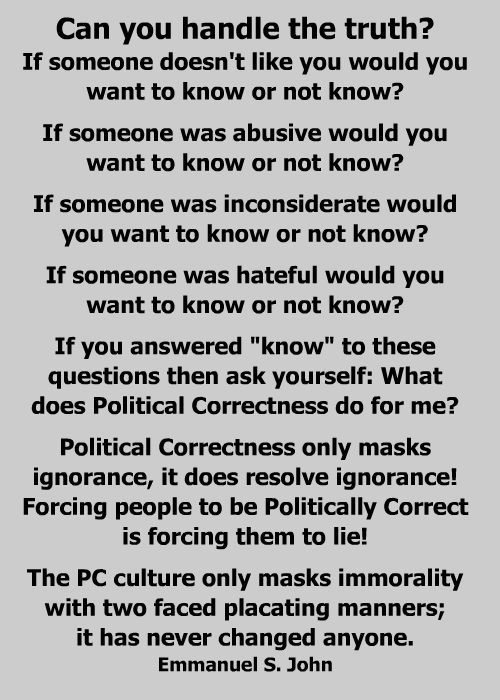 Can you handle the truth?
If someone doesn't like you would you
want to know or not know?
If someone was abusive would you
want to know or not know?
If someone was inconsiderate would
you want to know or not know?
If someone was hateful would you
want to know or not know?
If you answered "know" to these
questions then ask yourself: What
does Political Correctness do for me?
Political Correctness only masks
ignorance, it does resolve ignorance!
Forcing people to be Politically Correct
is forcing them to lie!
The PC culture only masks immorality
with two faced placating manners;
it has never changed anyone.
Emmanuel S. John